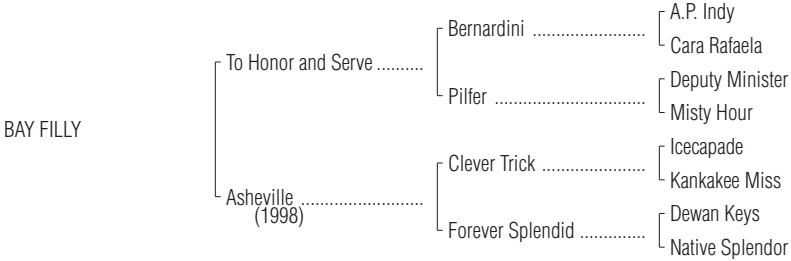 A.P. Indy
Bernardini ........................
Cara Rafaela
To Honor and Serve ..........
Deputy Minister
Pilfer ................................
Misty Hour
BAY FILLY
Icecapade
Clever Trick ......................
Kankakee Miss
Asheville ..........................
(1998)
Dewan Keys
Forever Splendid ..............
Native Splendor